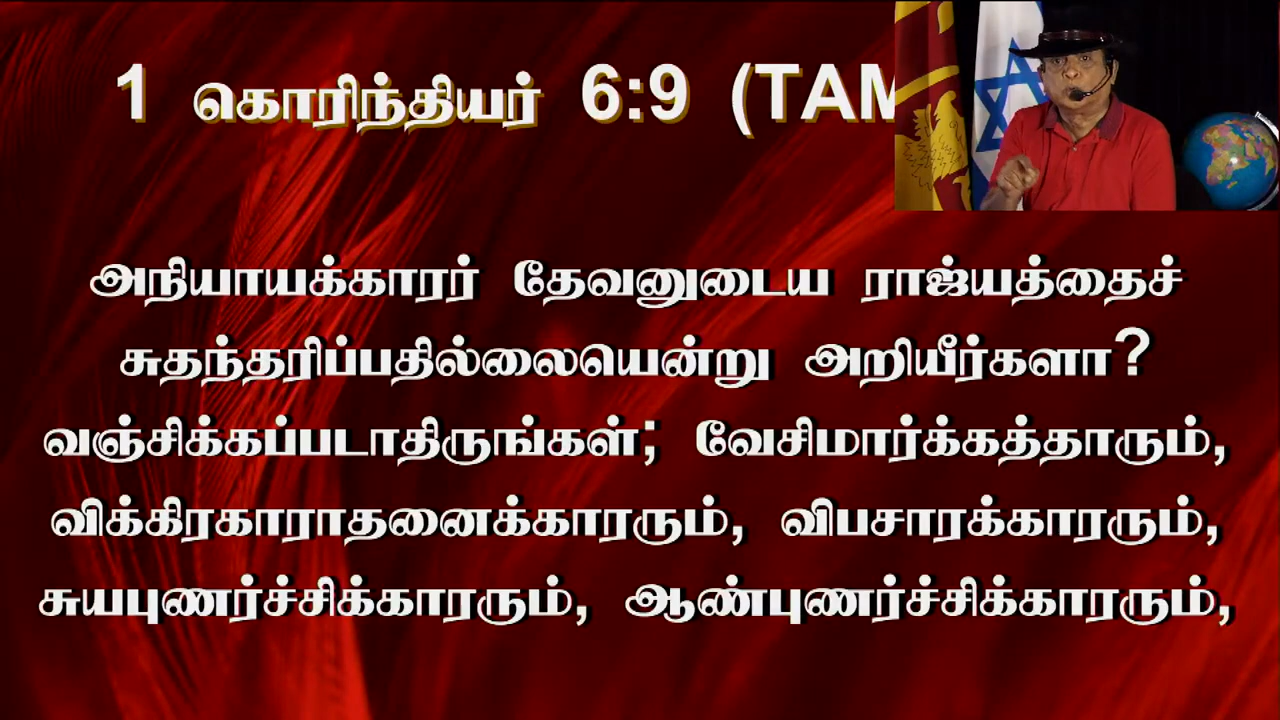 1 கொரிந்தியர் 6:9 (TAM
அநியாயக்காரர் தேவனுடைய ராஜ்யத்தைச்
சுதந்தரிப்பதில்லையென்று அறியீர்களா?
வஞ்சிக்கப்படாதிருங்கள்; வேசிமார்க்கத்தாரும்,
விக்கிரகாராதனைக்காரரும், விபசாரக்காரரும்,
சுயபுணர்ச்சிக்காரரும், ஆண்புணர்ச்சிக்காரரும்,